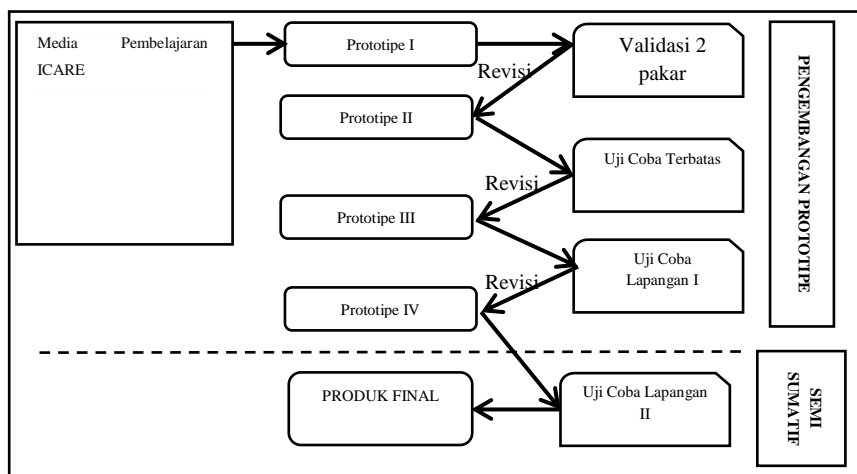 Media Pembelajaran
ICARE
Prototipe I
Validasi 2
pakar
Revisi
Prototipe II
Uji Coba Terbatas
Revisi
Prototipe III
Uji Coba
Lapangan I
Revisi
Prototipe IV
PENGEMBANGAN PROTOTIPE
PRODUK FINAL
Uji Coba Lapangan
II
SEMI
SUMATIF